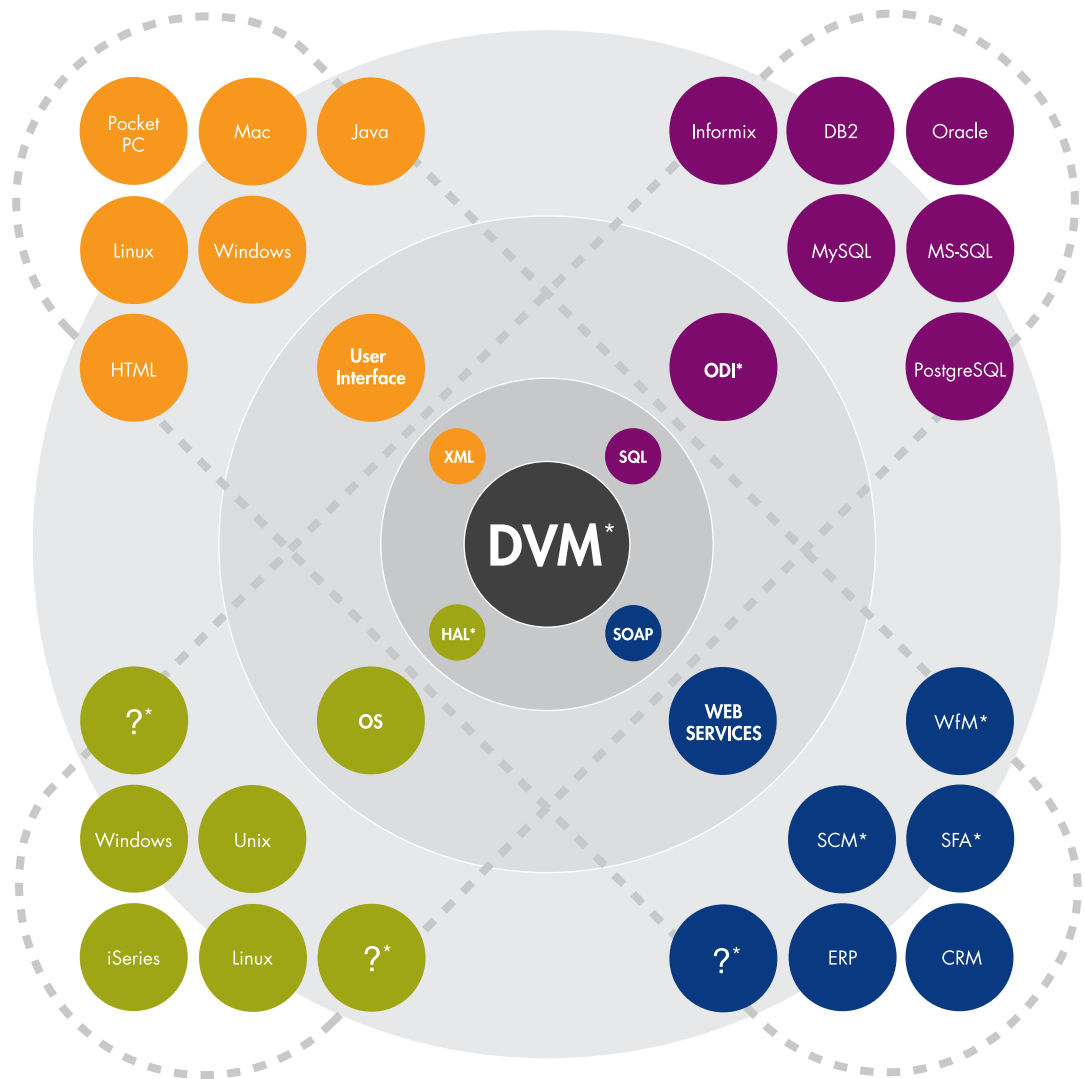 Pocket
PC
Mac
Java
Informix
DB2
Oracle
Linux
Windows
MySQL
MS-SQL
HTML
User
Interface
ODI*
PostgreSQL
XML
SQL
DVM*
HAL*
SOAP
?*
OS
WEB
SERVICES
WfM*
Windows
Unix
SCM*
SFA*
iSeries
Linux
?*
?*
ERP
CRM